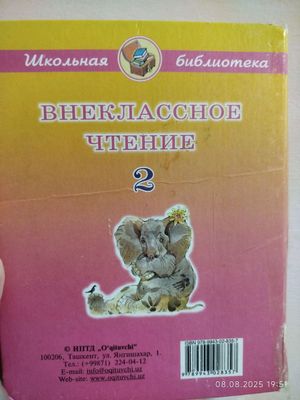 Школьная библиотека
ВНЕКЛАССНОЕ
ЧТЕНИЕ
2
© ИПТД „O‘qituvchi"
100206, Ташкент, ул. Янгишахар, 1.
Тел.: (+99871) 224-04-12
E-mail: info@oqituvchi.uz
Web-site: www.oqituvchi.uz
08.08.2025 19:51